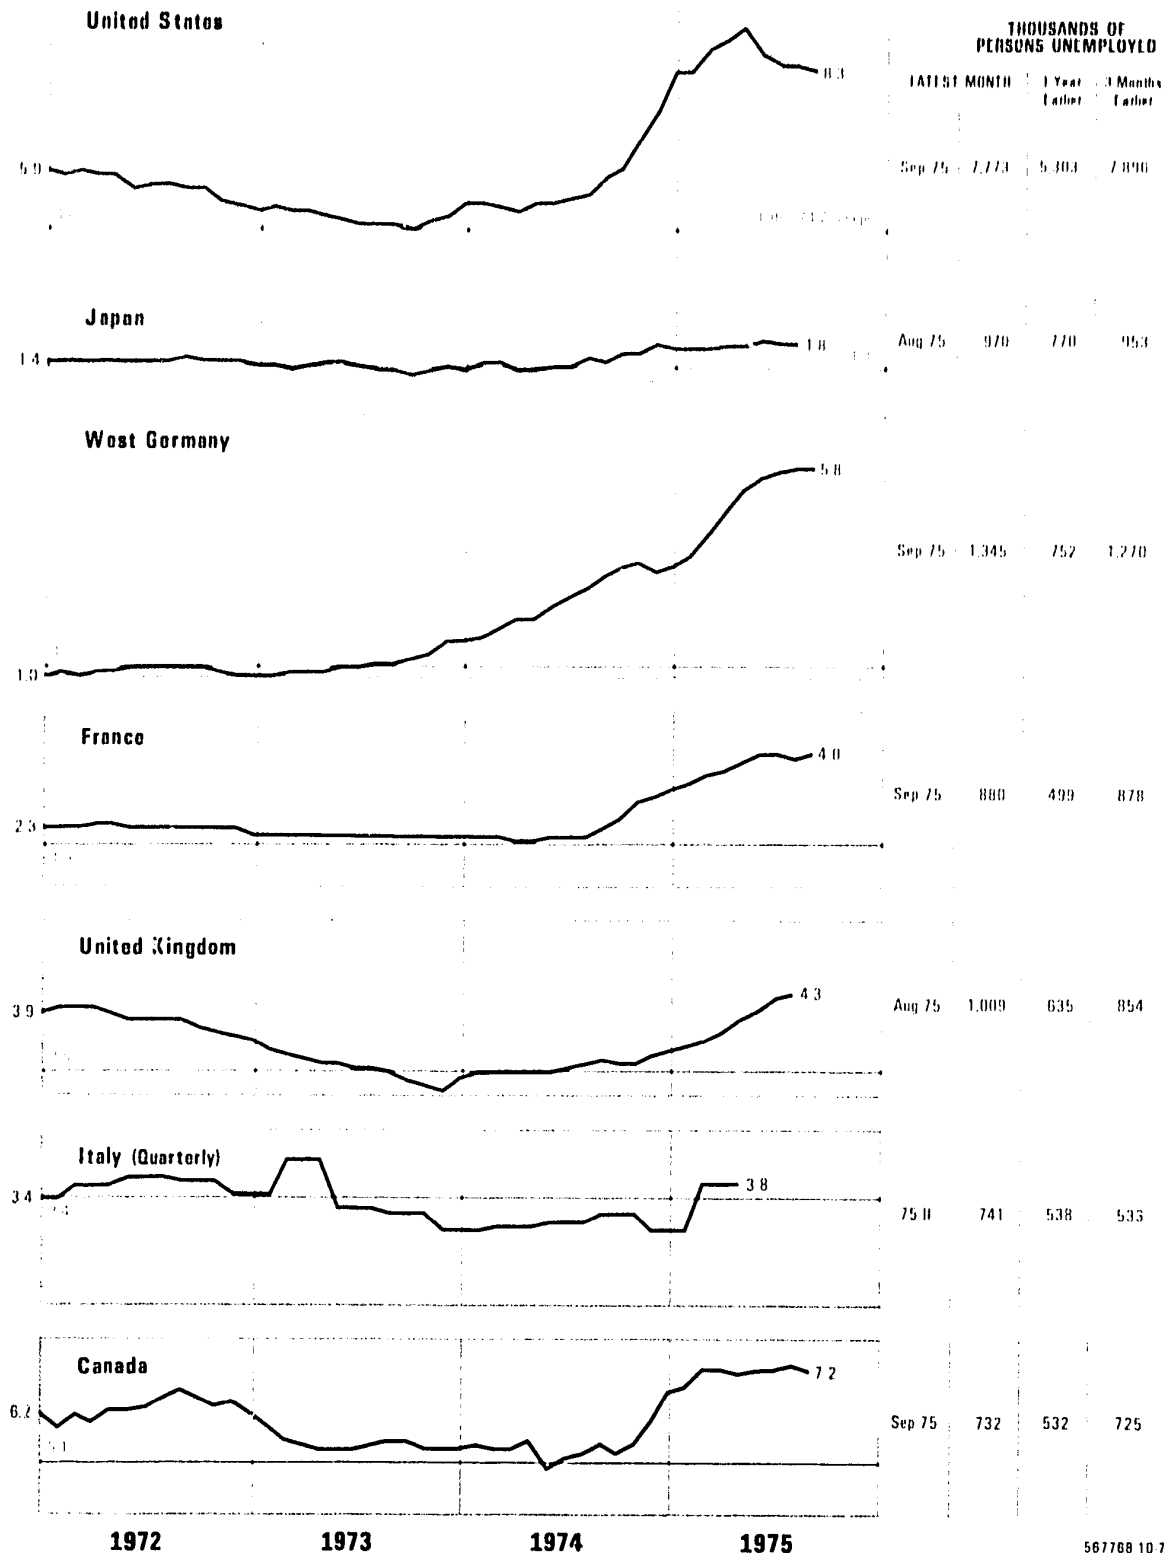 United States
THOUSANDS OF
PERSONS UNEMPLOYED
LATEST MONTH 1 Year Earlier 3 Months Earlier
8.3
5.9
Sep 75 7,773 5,303 7,896
Japan
1.4
1.8
Aug 75 970 770 953
West Germany
5.8
Sep 75 1,345 752 1,270
1.0
France
4.0
Sep 75 880 499 878
2.3
United Kingdom
3.9
4.3
Aug 75 1,009 635 854
Italy (Quarterly)
3.4
3.8
75 II 741 538 533
Canada
7.2
6.2
Sep 75 732 532 725
5.1
1972 1973 1974 1975
567768 10-7